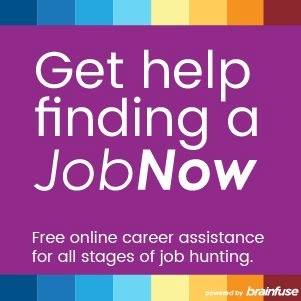 Get help
finding a
JobNow
Free online career assistance
for all stages of job hunting.
powered by brainfuse